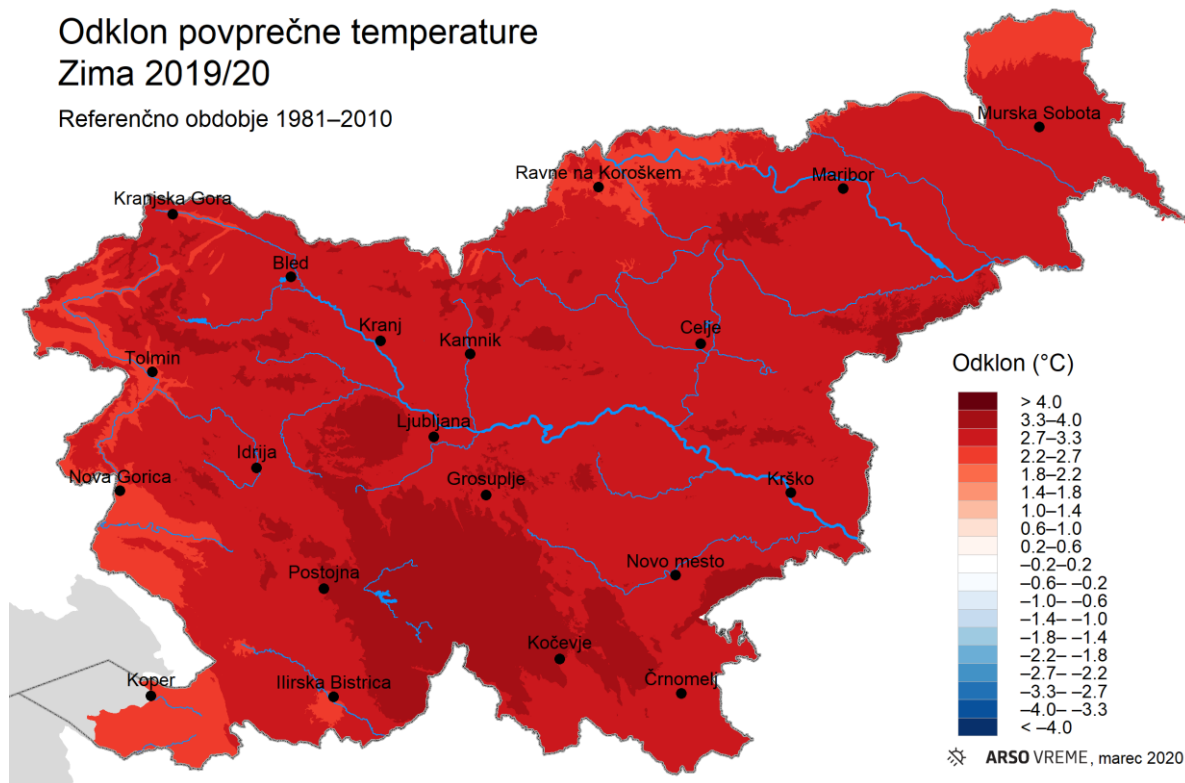 Odklon povprečne temperature
Zima 2019/20
Referenčno obdobje 1981–2010
Murska Sobota
Ravne na Koroškem
Maribor
Kranjska Gora
Bled
Kranj
Kamnik
Celje
Tolmin
Ljubljana
Idrija
Nova Gorica
Grosuplje
Krško
Postojna
Novo mesto
Kočevje
Koper
Ilirska Bistrica
Črnomelj
Odklon (°C)
> 4.0
3.3–4.0
2.7–3.3
2.2–2.7
1.8–2.2
1.4–1.8
1.0–1.4
0.6–1.0
0.2–0.6
–0.2–0.2
–0.6– –0.2
–1.0– –0.6
–1.4– –1.0
–1.8– –1.4
–2.2– –1.8
–2.7– –2.2
–3.3– –2.7
–4.0– –3.3
< –4.0
ARSO VREME, marec 2020